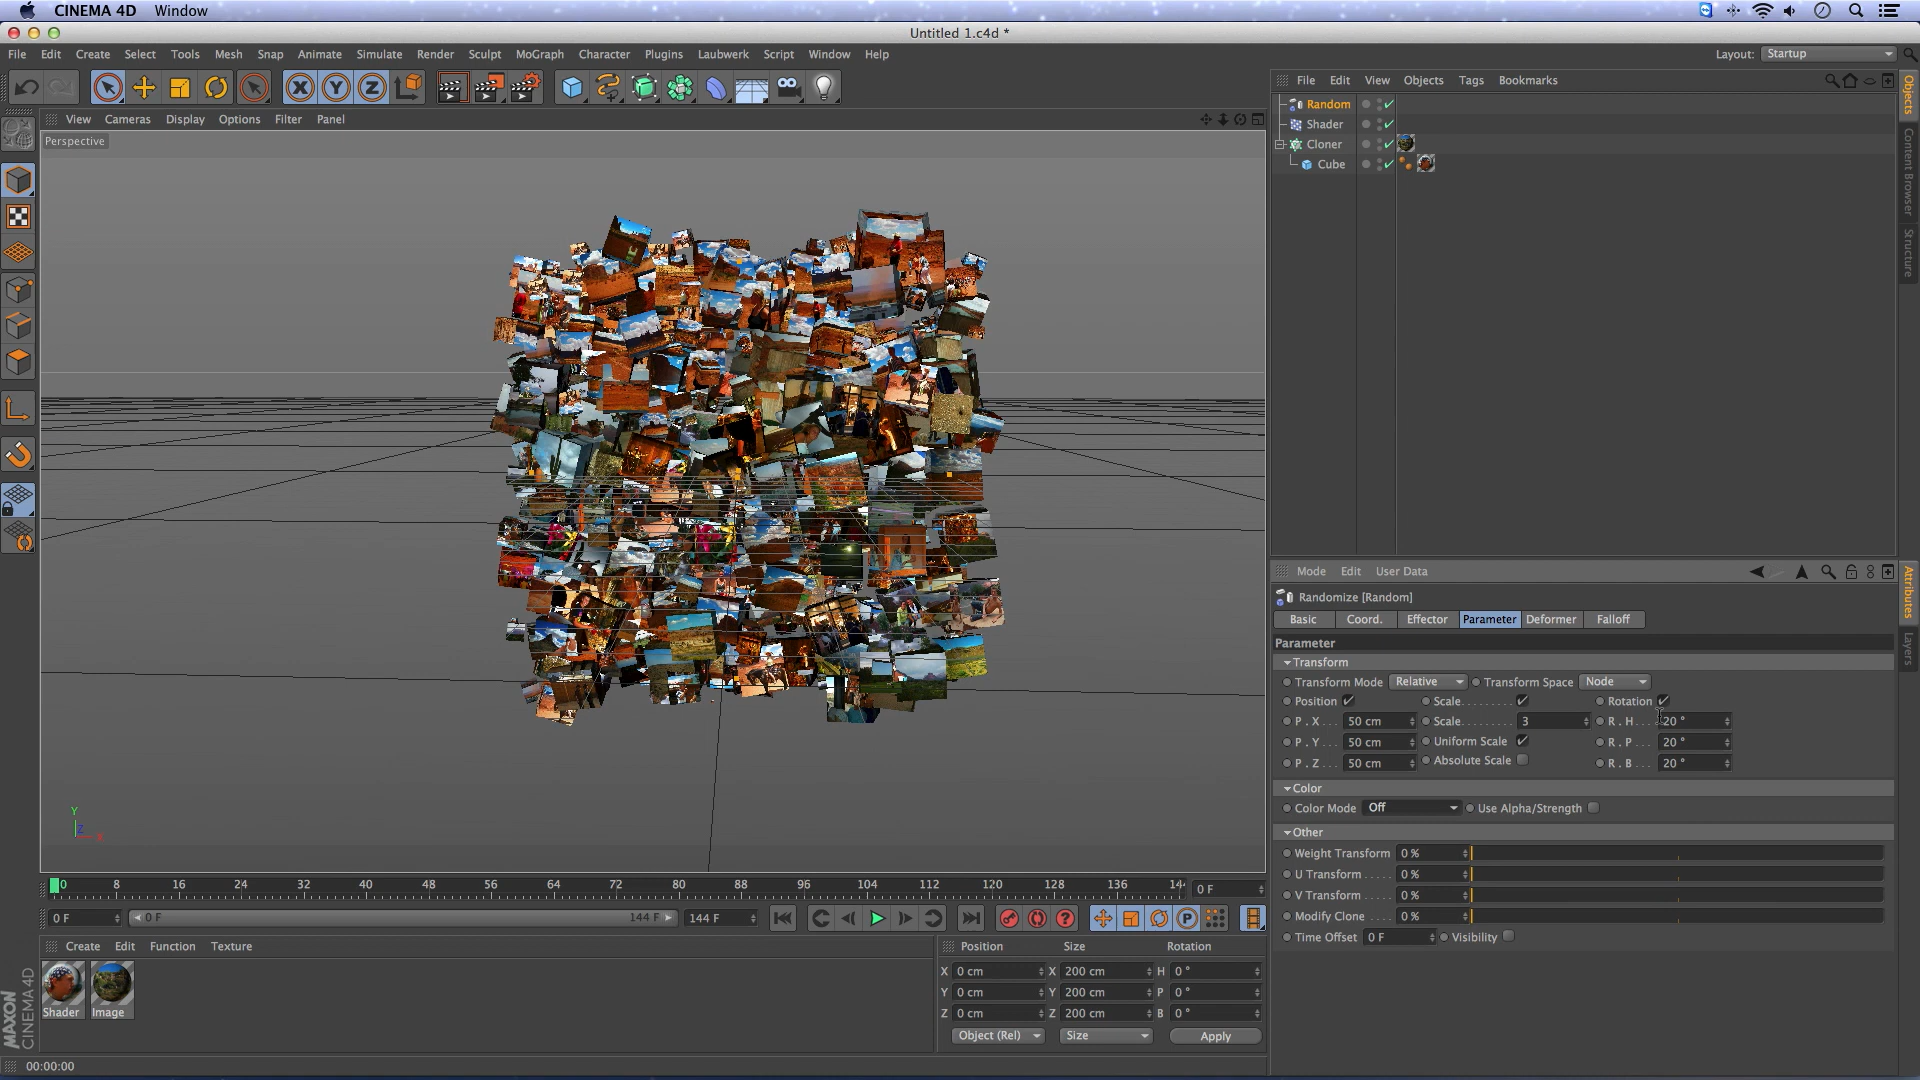 CINEMA 4D Window
Untitled 1.c4d *
File Edit Create Select Tools Mesh Snap Animate Simulate Render Sculpt MoGraph Character Plugins Laubwerk Script Window Help
Layout: Startup
File Edit View Objects Tags Bookmarks
Random
Shader
Cloner
Cube
Objects
Content Browser
Structure
View Cameras Display Options Filter Panel
Perspective
Y
Z
X
Mode Edit User Data
Attributes
Layers
Randomize [Random]
Basic Coord. Effector Parameter Deformer Falloff
Parameter
Transform
Transform Mode Relative Transform Space Node
Position Scale Rotation
P . X 50 cm Scale 3 R . H 20 °
P . Y 50 cm Uniform Scale R . P 20 °
P . Z 50 cm Absolute Scale R . B 20 °
Color
Color Mode Off Use Alpha/Strength
Other
Weight Transform 0 %
U Transform 0 %
V Transform 0 %
Modify Clone 0 %
Time Offset 0 F Visibility
0 8 16 24 32 40 48 56 64 72 80 88 96 104 112 120 128 136 14
0 F
0 F 0 F 144 F 144 F
Create Edit Function Texture
Shader Image
Position Size Rotation
X 0 cm X 200 cm H 0 °
Y 0 cm Y 200 cm P 0 °
Z 0 cm Z 200 cm B 0 °
Object (Rel) Size Apply
MAXON
CINEMA 4D
00:00:00